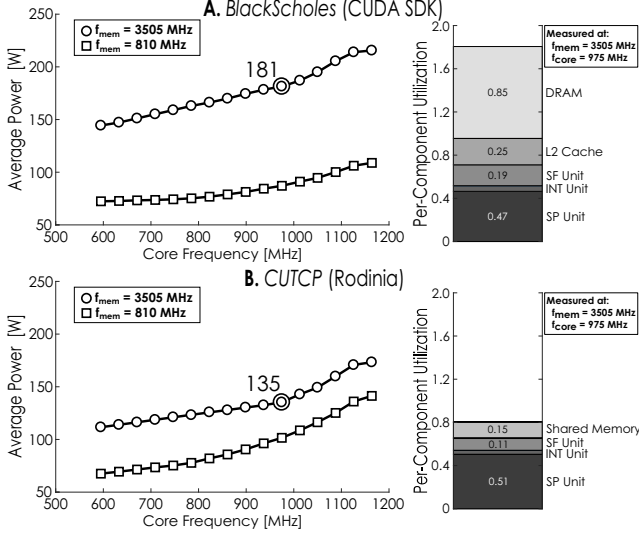 A. BlackScholes (CUDA SDK)
Average Power [W]
250
200
150
100
50
f_mem = 3505 MHz
f_mem = 810 MHz
181
500 600 700 800 900 1000 1100 1200
Core Frequency [MHz]
Per-Component Utilization
2.0
1.6
1.2
0.8
0.4
0
0.85
0.25
0.19
0.47
DRAM
L2 Cache
SF Unit
INT Unit
SP Unit
Measured at:
f_mem = 3505 MHz
f_core = 975 MHz
B. CUTCP (Rodinia)
Average Power [W]
250
200
150
100
50
f_mem = 3505 MHz
f_mem = 810 MHz
135
500 600 700 800 900 1000 1100 1200
Core Frequency [MHz]
Per-Component Utilization
2.0
1.6
1.2
0.8
0.4
0
0.15
0.11
0.51
Shared Memory
SF Unit
INT Unit
SP Unit
Measured at:
f_mem = 3505 MHz
f_core = 975 MHz